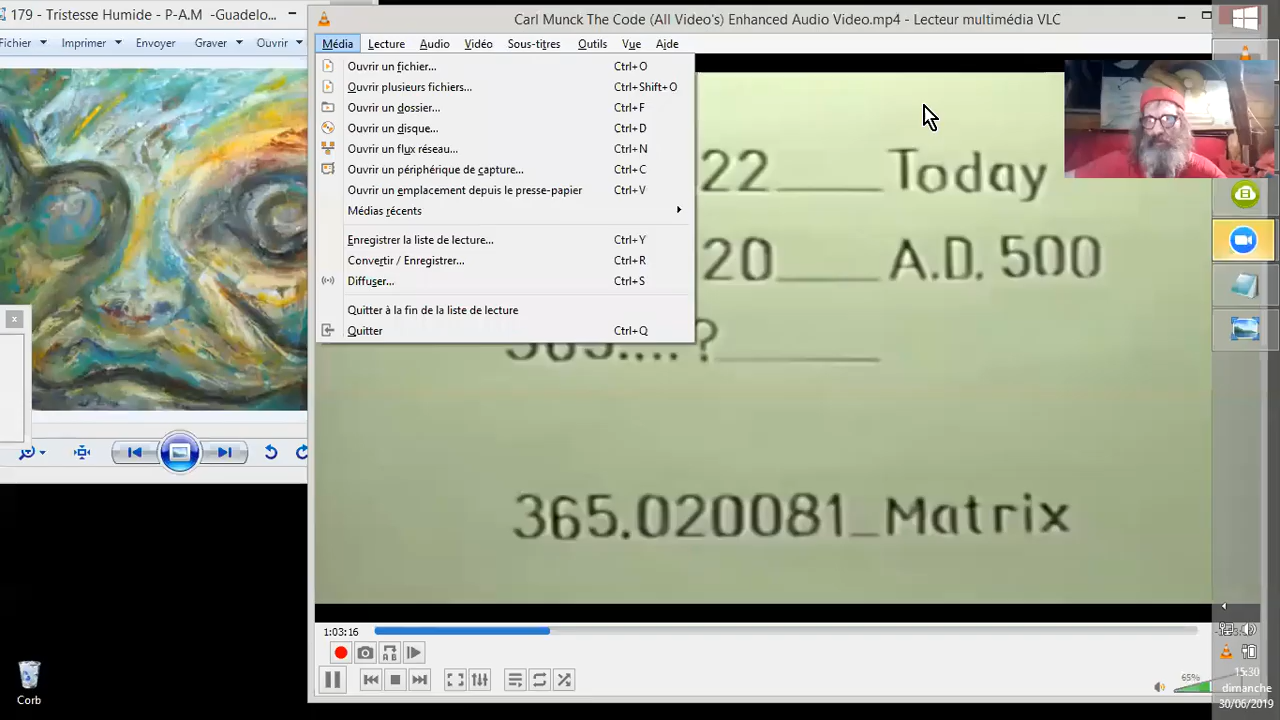 179 - Tristesse Humide - P-A.M -Guadelo...
Fichier Imprimer Envoyer Graver Ouvrir
Carl Munck The Code (All Video's) Enhanced Audio Video.mp4 - Lecteur multimédia VLC
Média Lecture Audio Vidéo Sous-titres Outils Vue Aide
Ouvrir un fichier... Ctrl+O
Ouvrir plusieurs fichiers... Ctrl+Shift+O
Ouvrir un dossier... Ctrl+F
Ouvrir un disque... Ctrl+D
Ouvrir un flux réseau... Ctrl+N
Ouvrir un périphérique de capture... Ctrl+C
Ouvrir un emplacement depuis le presse-papier Ctrl+V
Médias récents
Enregistrer la liste de lecture... Ctrl+Y
Convertir / Enregistrer... Ctrl+R
Diffuser... Ctrl+S
Quitter à la fin de la liste de lecture
Quitter Ctrl+Q
22____Today
20____A.D. 500
365....?______
365.020081_Matrix
1:03:16
65%
Corb
15:30
dimanche
30/06/2019